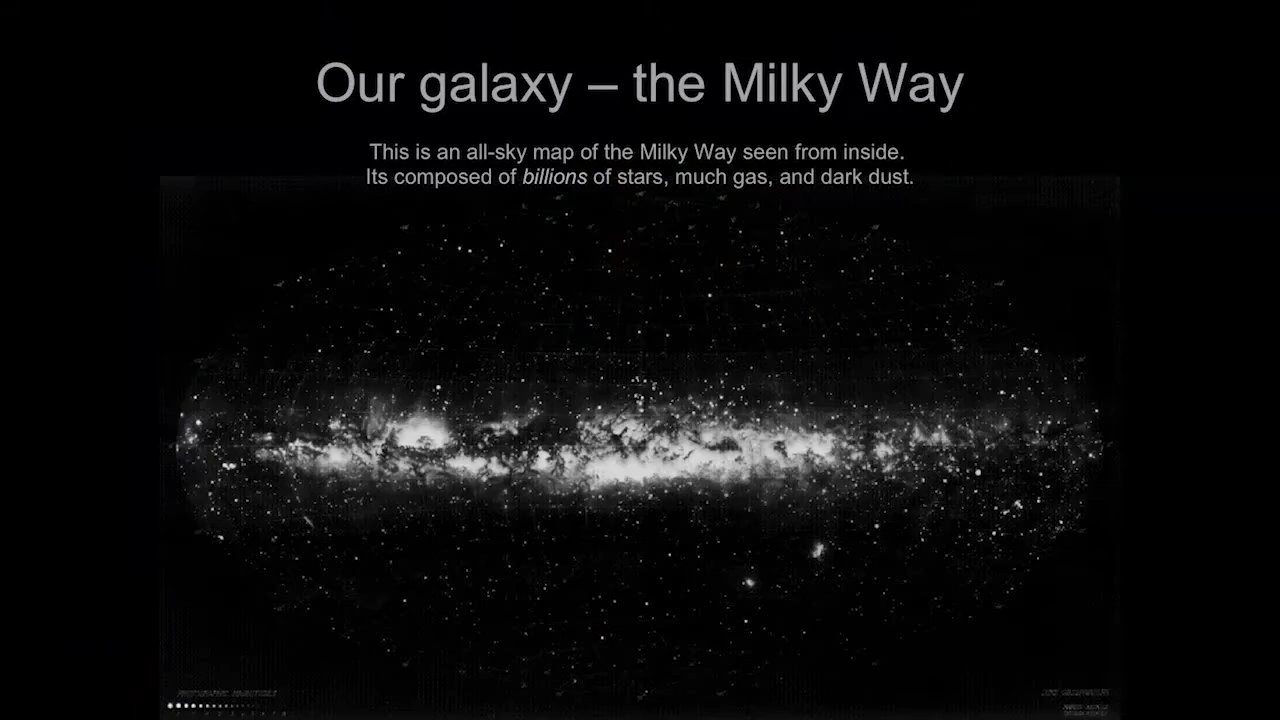 Our galaxy – the Milky Way
This is an all-sky map of the Milky Way seen from inside.
Its composed of billions of stars, much gas, and dark dust.